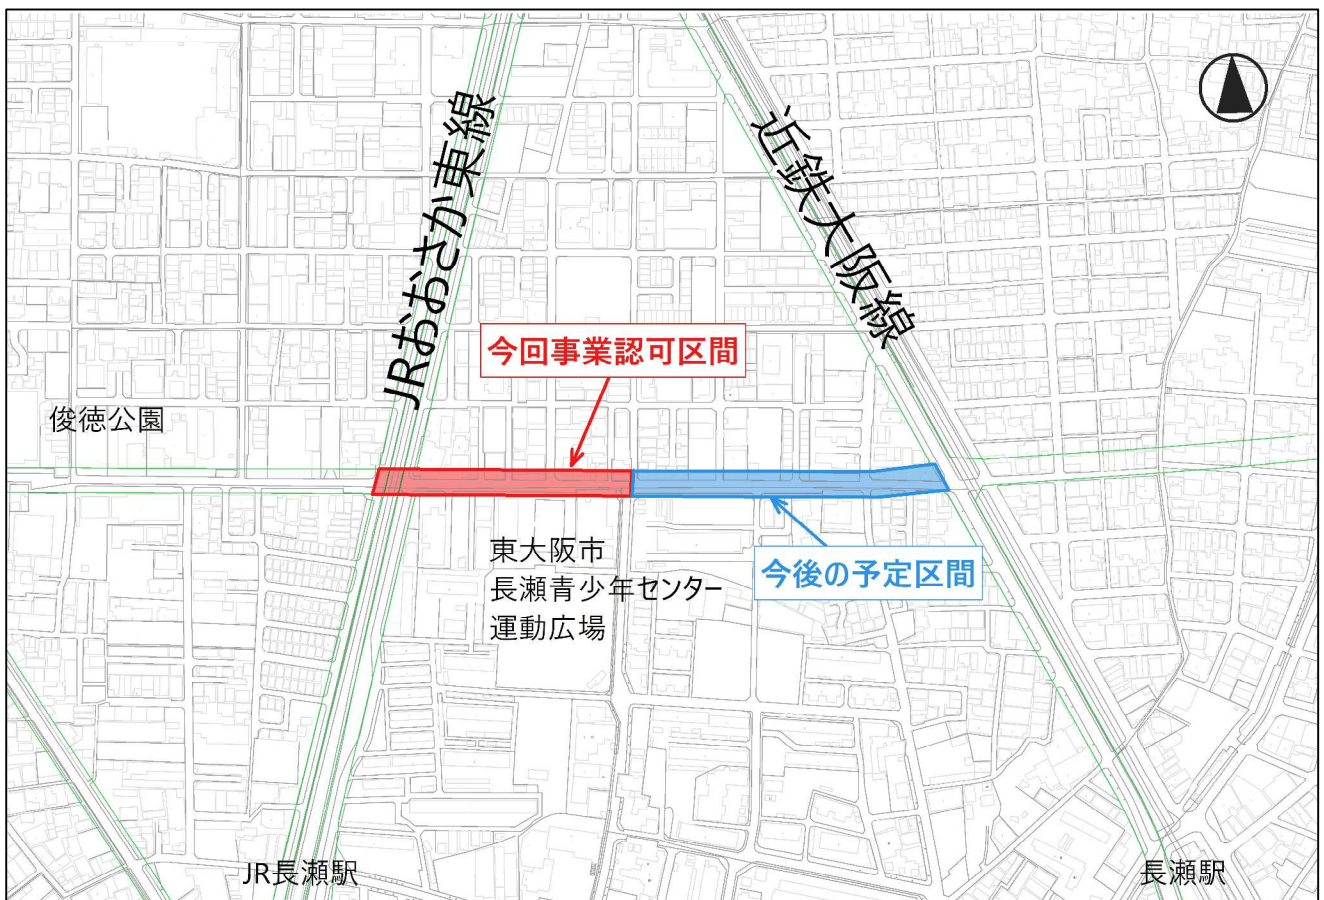 JRおおさか東線
近鉄大阪線
今回事業認可区間
俊徳公園
東大阪市
長瀬青少年センター
運動広場
今後の予定区間
JR長瀬駅
長瀬駅